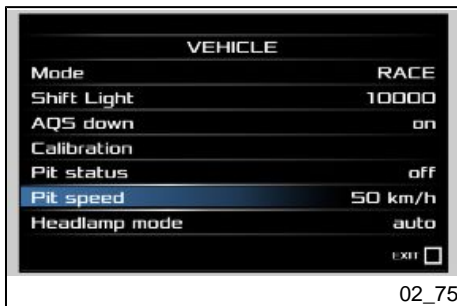 VEHICLE
Mode RACE
Shift Light 10000
AQS down on
Calibration
Pit status off
Pit speed 50 km/h
Headlamp mode auto
EXIT
02_75